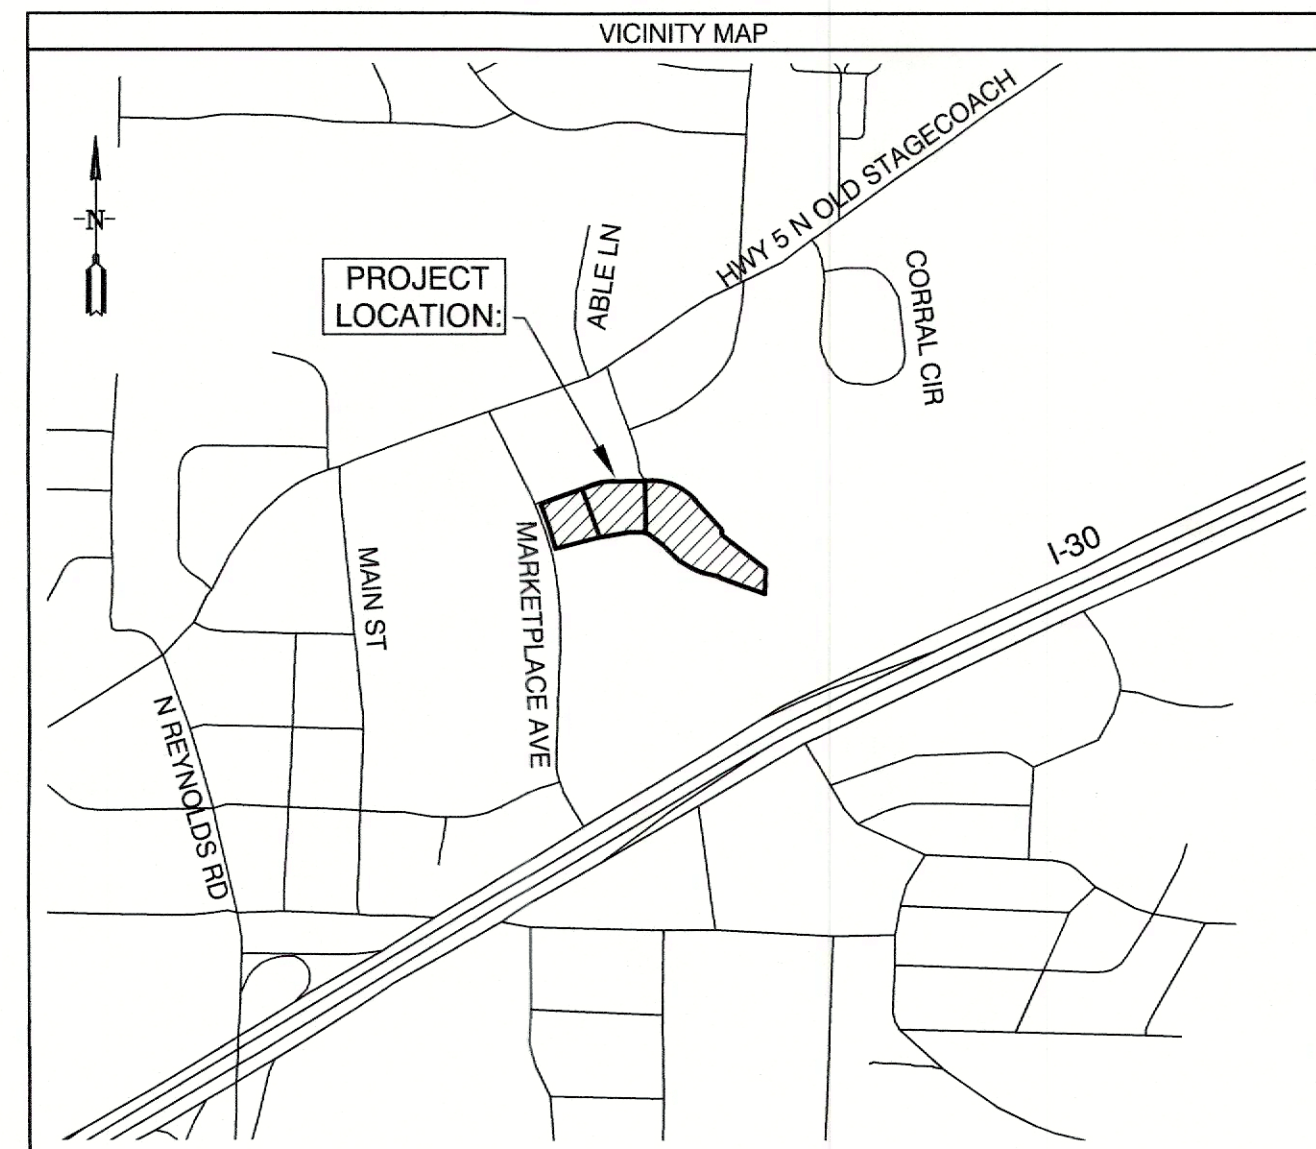 VICINITY MAP
HWY 5 N OLD STAGECOACH
-N-
ABLE LN
CORRAL CIR
PROJECT
LOCATION:
I-30
MARKETPLACE AVE
MAIN ST
N REYNOLDS RD